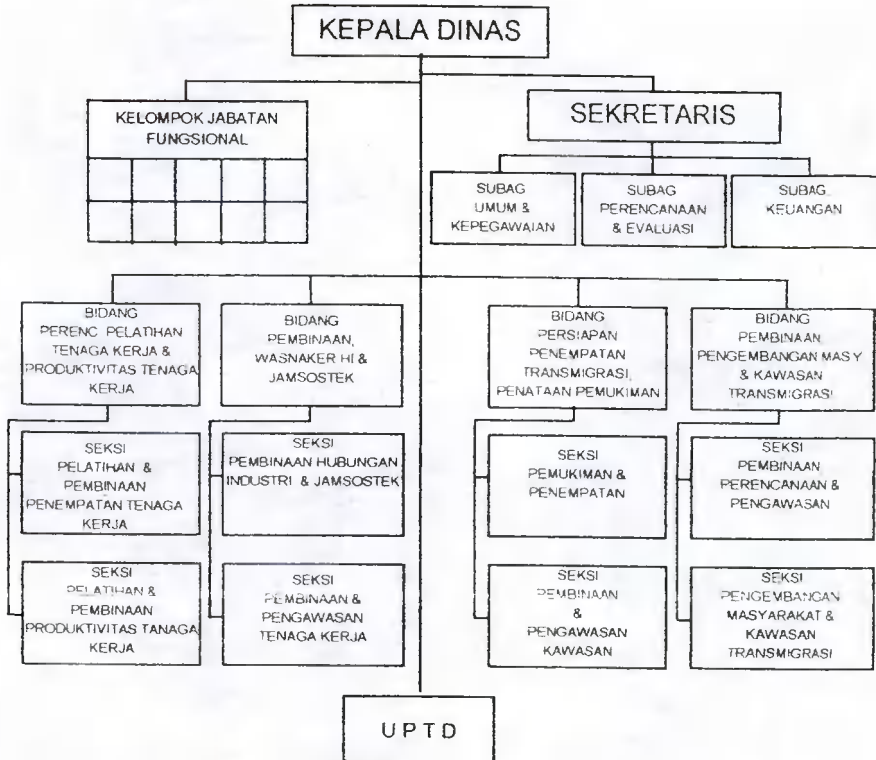 KEPALA DINAS
KELOMPOK JABATAN
FUNGSIONAL
SEKRETARIS
SUBAG
UMUM &
KEPEGAWAIAN
SUBAG
PERENCANAAN
& EVALUASI
SUBAG
KEUANGAN
BIDANG
PERENC PELATIHAN
TENAGA KERJA &
PRODUKTIVITAS TENAGA
KERJA
BIDANG
PEMBINAAN,
WASNAKER HI &
JAMSOSTEK
BIDANG
PERSIAPAN
PENEMPATAN
TRANSMIGRASI,
PENATAAN PEMUKIMAN
BIDANG
PEMBINAAN,
PENGEMBANGAN MASY
& KAWASAN
TRANSMIGRASI
SEKSI
PELATIHAN &
PEMBINAAN
PENEMPATAN TENAGA
KERJA
SEKSI
PEMBINAAN HUBUNGAN
INDUSTRI & JAMSOSTEK
SEKSI
PEMUKIMAN &
PENEMPATAN
SEKSI
PEMBINAAN
PERENCANAAN &
PENGAWASAN
SEKSI
PELATIHAN &
PEMBINAAN
PRODUKTIVITAS TANAGA
KERJA
SEKSI
PEMBINAAN &
PENGAWASAN
TENAGA KERJA
SEKSI
PEMBINAAN
&
PENGAWASAN
KAWASAN
SEKSI
PENGEMBANGAN
MASYARAKAT &
KAWASAN
TRANSMIGRASI
UPTD